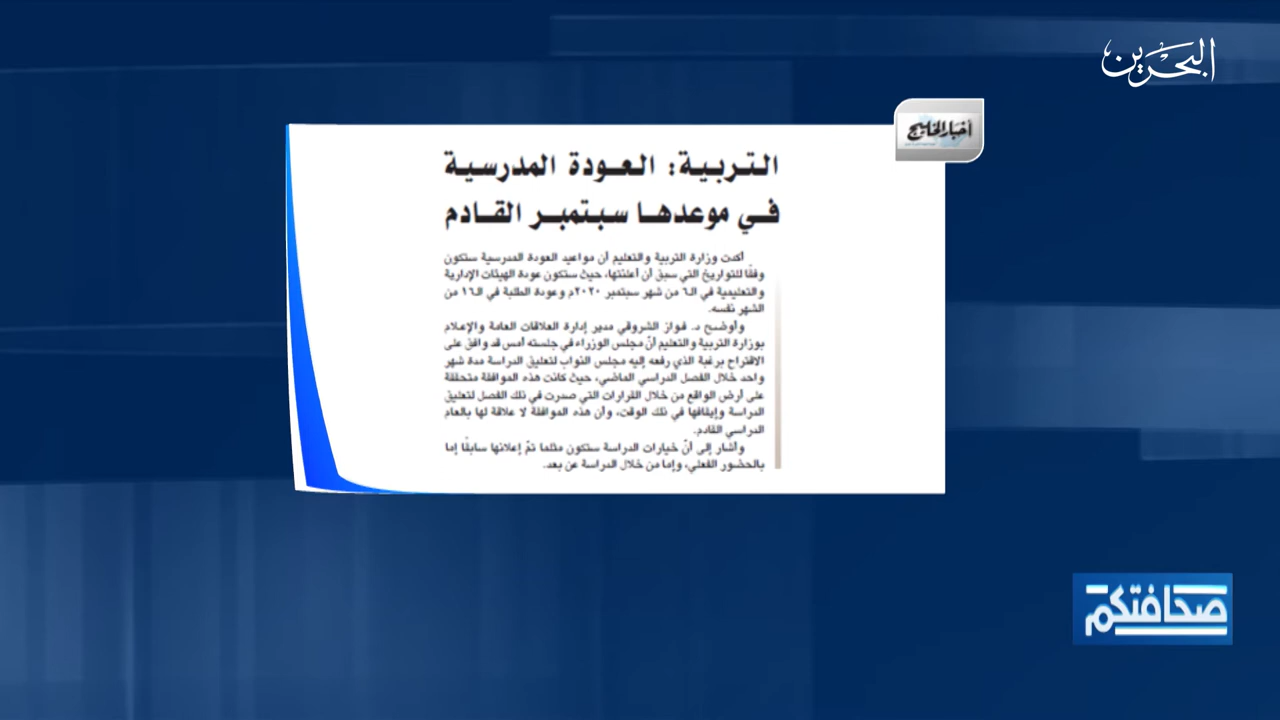 البحرين
أخبار الخليج
التربية: العودة المدرسية
في موعدها سبتمبر القادم
أكدت وزارة التربية والتعليم أن مواعيد العودة المدرسية ستكون
وفقًا للتواريخ التي سبق أن أعلنتها، حيث ستكون عودة الهيئات الإدارية
والتعليمية في الـ٦ من شهر سبتمبر ٢٠٢٠م وعودة الطلبة في الـ١٦ من
الشهر نفسه.
وأوضح د. فواز الشروقي مدير إدارة العلاقات العامة والإعلام
بوزارة التربية والتعليم أنّ مجلس الوزراء في جلسته أمس قد وافق على
الاقتراح برغبة الذي رفعه إليه مجلس النواب لتعليق الدراسة مدة شهر
واحد خلال الفصل الدراسي الماضي، حيث كانت هذه الموافقة متحققة
على أرض الواقع من خلال القرارات التي صدرت في ذلك الفصل لتعليق
الدراسة وإيقافها في ذلك الوقت، وأن هذه الموافقة لا علاقة لها بالعام
الدراسي القادم.
وأشار إلى أنّ خيارات الدراسة ستكون مثلما تمّ إعلانها سابقًا إما
بالحضور الفعلي، وإما من خلال الدراسة عن بعد.
صحافتكم